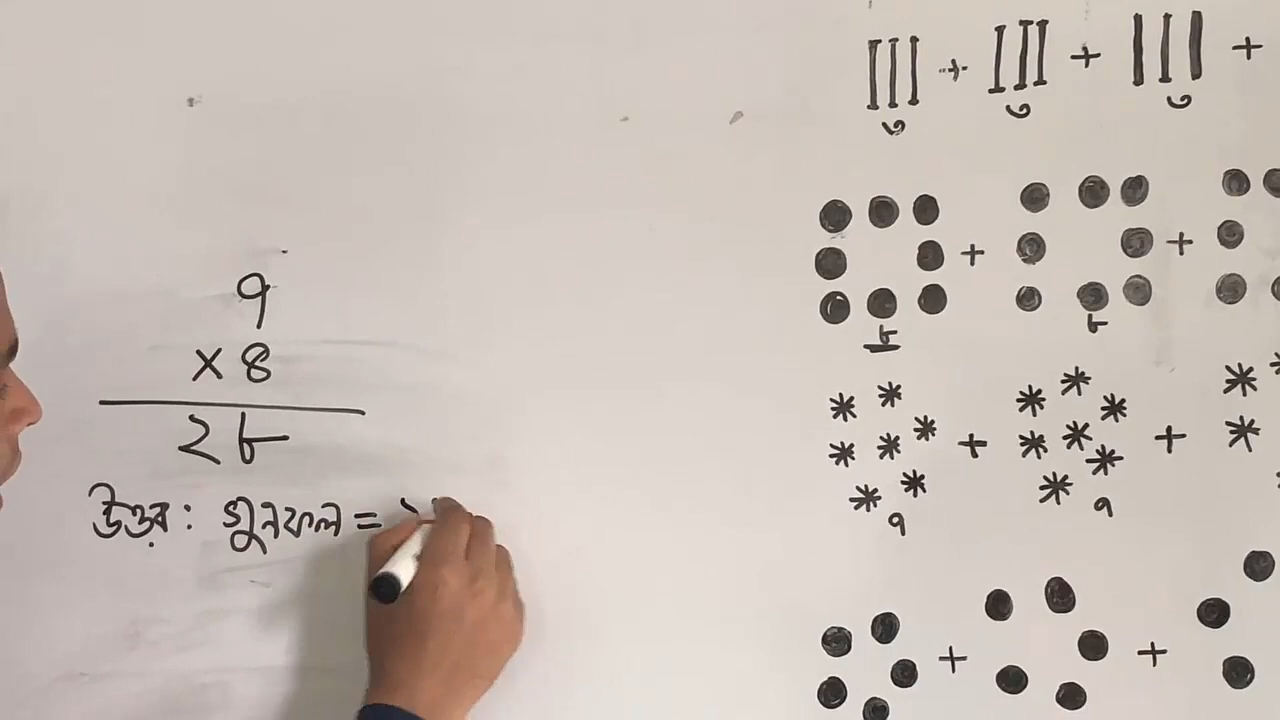 ৭
× ৪
২৮
উত্তর: গুনফল =
+ + +
৩ ৩ ৩
+ +
৮ ৮
+ +
৭ ৭
+ +